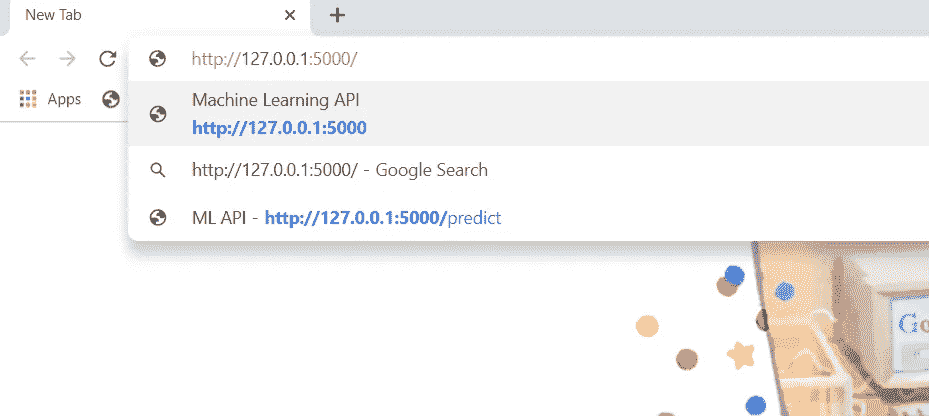 New Tab
http://127.0.0.1:5000/
Apps
Machine Learning API
http://127.0.0.1:5000
http://127.0.0.1:5000/ - Google Search
ML API - http://127.0.0.1:5000/predict
Go